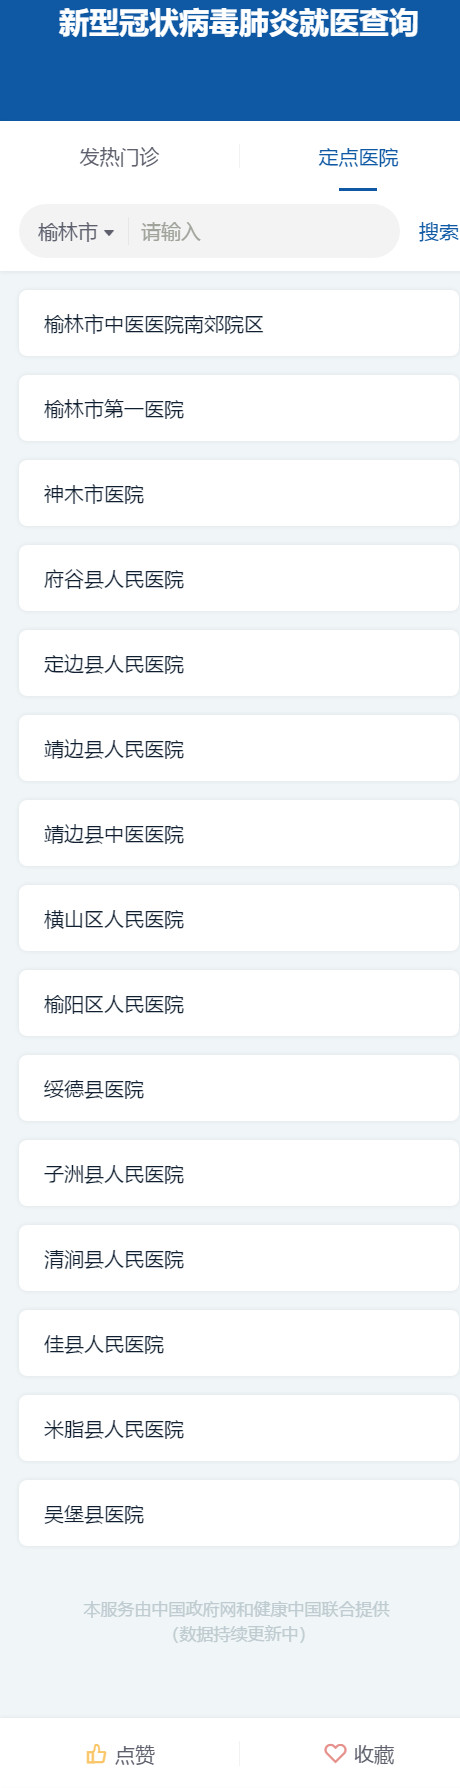 新型冠状病毒肺炎就医查询
发热门诊
定点医院
榆林市
请输入
搜索
榆林市中医医院南郊院区
榆林市第一医院
神木市医院
府谷县人民医院
定边县人民医院
靖边县人民医院
靖边县中医医院
横山区人民医院
榆阳区人民医院
绥德县医院
子洲县人民医院
清涧县人民医院
佳县人民医院
米脂县人民医院
吴堡县医院
本服务由中国政府网和健康中国联合提供
（数据持续更新中）
点赞
收藏